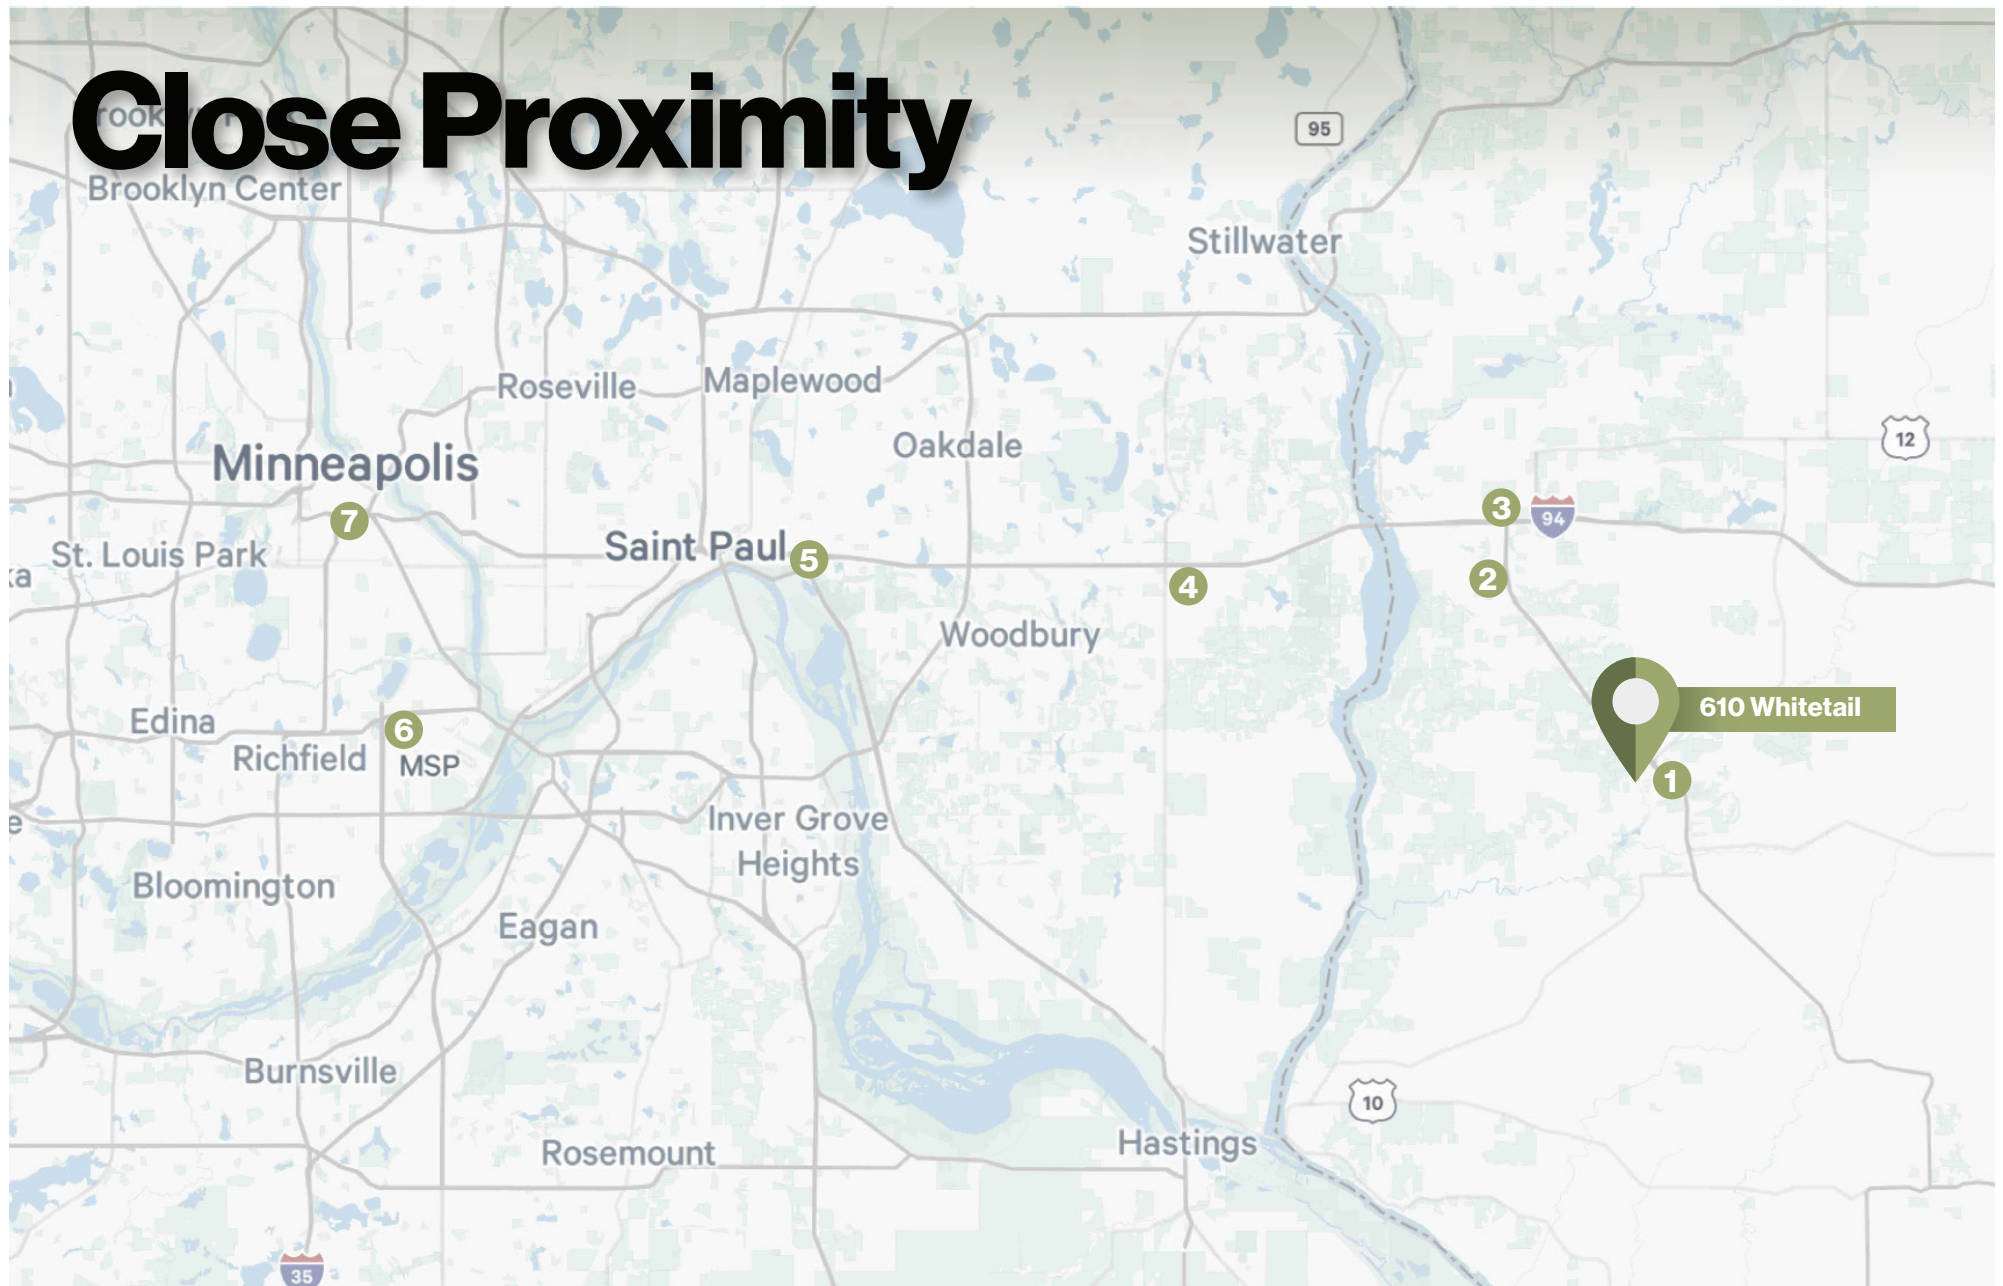 Close Proximity
Brooklyn Center
95
Stillwater
Roseville
Maplewood
Oakdale
12
Minneapolis
3
94
7
St. Louis Park
Saint Paul
5
2
4
Woodbury
610 Whitetail
Edina
6
Richfield
MSP
1
Inver Grove
Heights
Bloomington
Eagan
Burnsville
10
Hastings
Rosemount
35